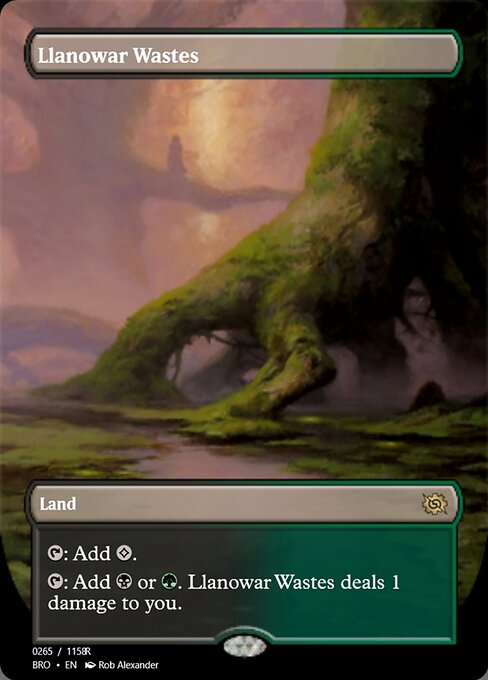 Llanowar Wastes
Land
: Add .
: Add or . Llanowar Wastes deals 1
damage to you.
0265 / 1158R
BRO • EN Rob Alexander